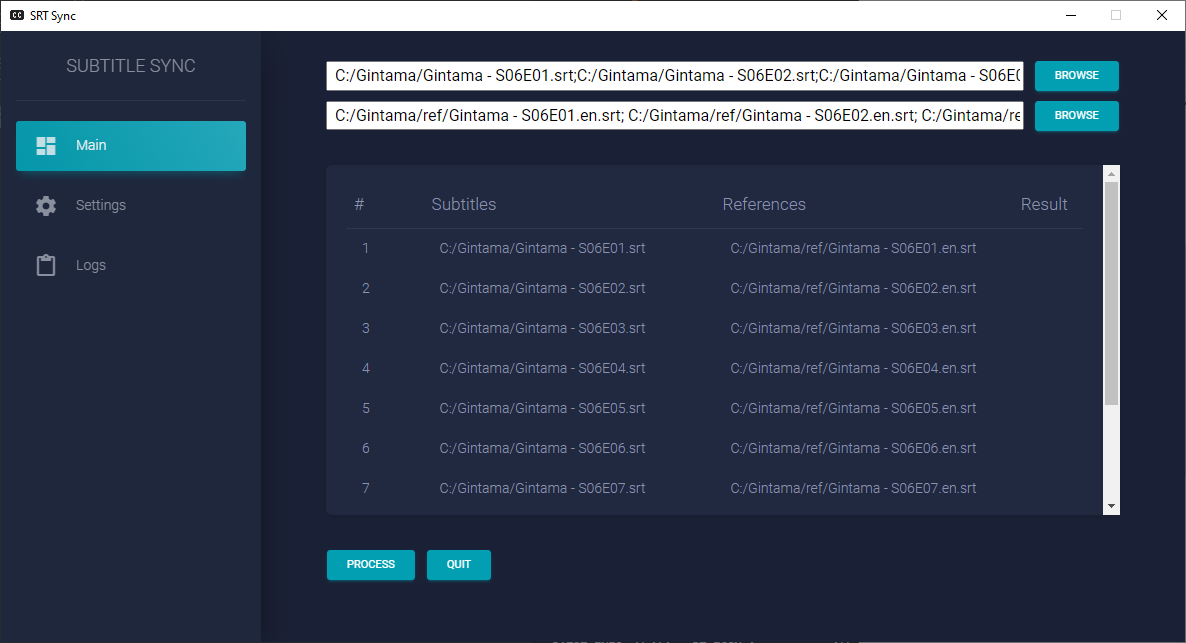 CC SRT Sync
SUBTITLE SYNC
Main
Settings
Logs
C:/Gintama/Gintama - S06E01.srt;C:/Gintama/Gintama - S06E02.srt;C:/Gintama/Gintama - S06E0
BROWSE
C:/Gintama/ref/Gintama - S06E01.en.srt; C:/Gintama/ref/Gintama - S06E02.en.srt; C:/Gintama/re
BROWSE
# Subtitles References Result
1 C:/Gintama/Gintama - S06E01.srt C:/Gintama/ref/Gintama - S06E01.en.srt
2 C:/Gintama/Gintama - S06E02.srt C:/Gintama/ref/Gintama - S06E02.en.srt
3 C:/Gintama/Gintama - S06E03.srt C:/Gintama/ref/Gintama - S06E03.en.srt
4 C:/Gintama/Gintama - S06E04.srt C:/Gintama/ref/Gintama - S06E04.en.srt
5 C:/Gintama/Gintama - S06E05.srt C:/Gintama/ref/Gintama - S06E05.en.srt
6 C:/Gintama/Gintama - S06E06.srt C:/Gintama/ref/Gintama - S06E06.en.srt
7 C:/Gintama/Gintama - S06E07.srt C:/Gintama/ref/Gintama - S06E07.en.srt
PROCESS QUIT